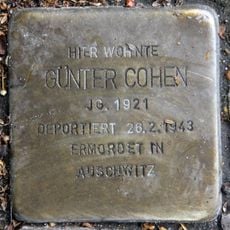 HIER WOHNTE
GÜNTER COHEN
JG. 1921
DEPORTIERT 26.2.1943
ERMORDET IN
AUSCHWITZ